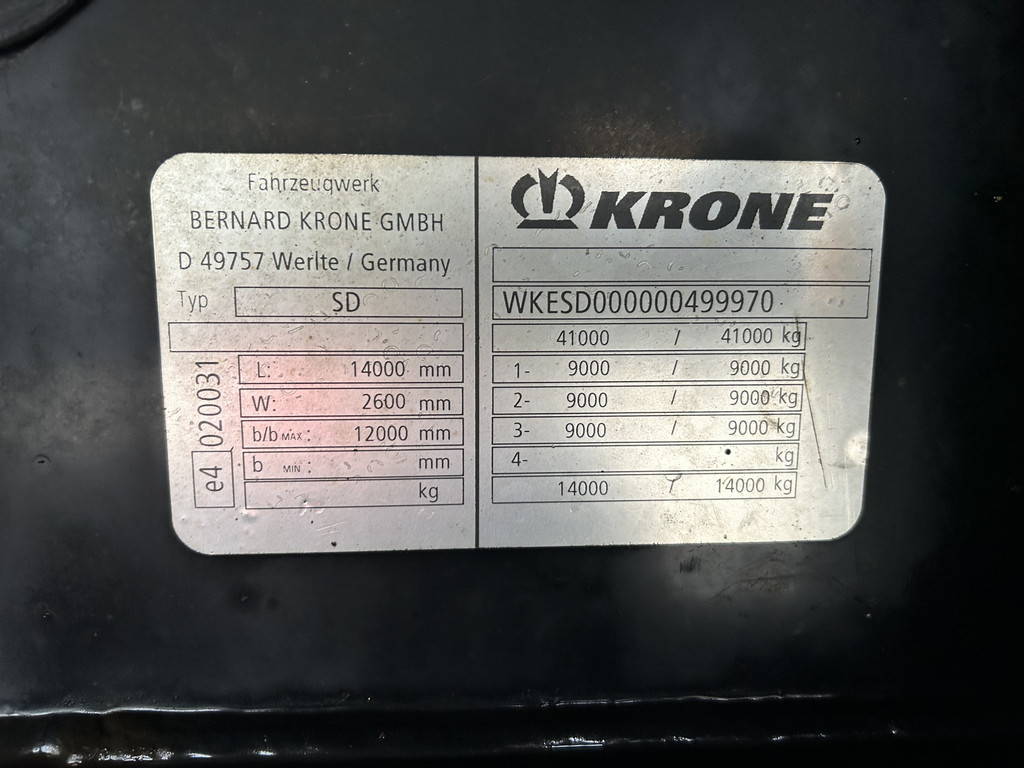 Fahrzeugwerk
BERNARD KRONE GMBH
D 49757 Werlte / Germany
Typ SD
L: 14000 mm
W: 2600 mm
b/b MAX : 12000 mm
b MIN : mm
kg
e4 020031
KRONE
WKESD000000499970
41000 / 41000 kg
1- 9000 / 9000 kg
2- 9000 / 9000 kg
3- 9000 / 9000 kg
4- kg
14000 / 14000 kg